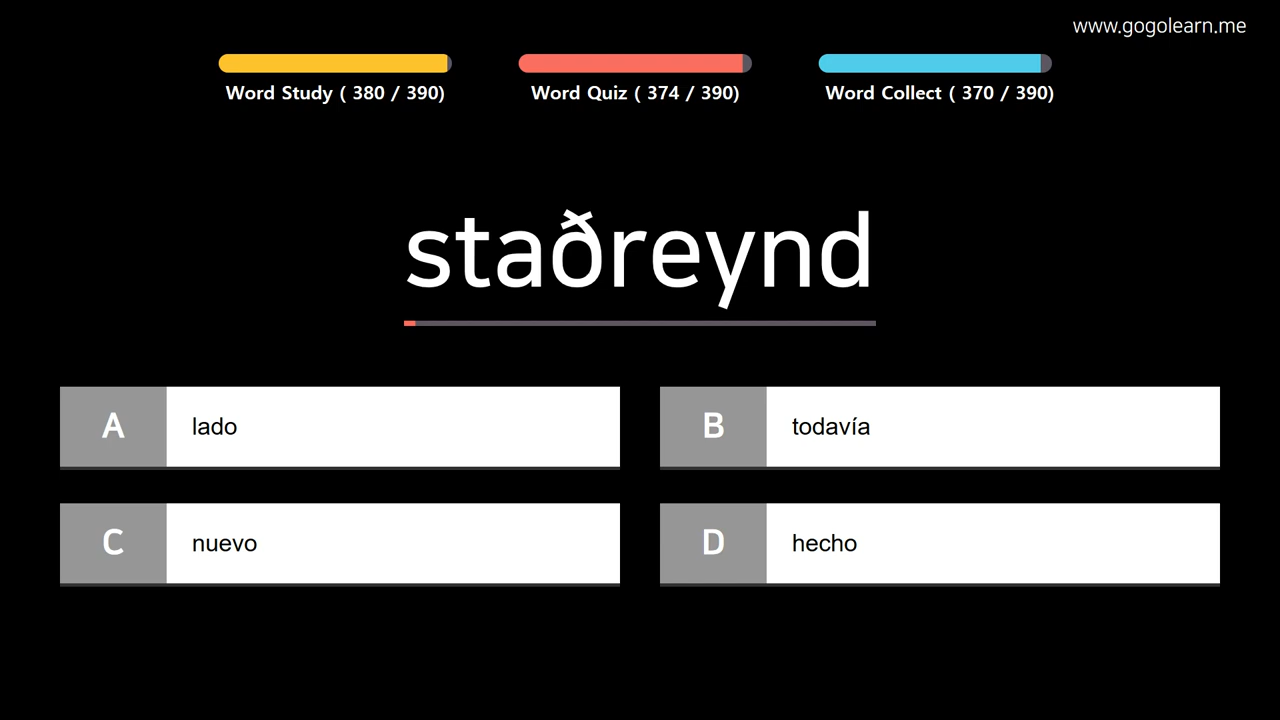 www.gogolearn.me
Word Study ( 380 / 390)
Word Quiz ( 374 / 390)
Word Collect ( 370 / 390)
staðreynd
A lado
B todavía
C nuevo
D hecho